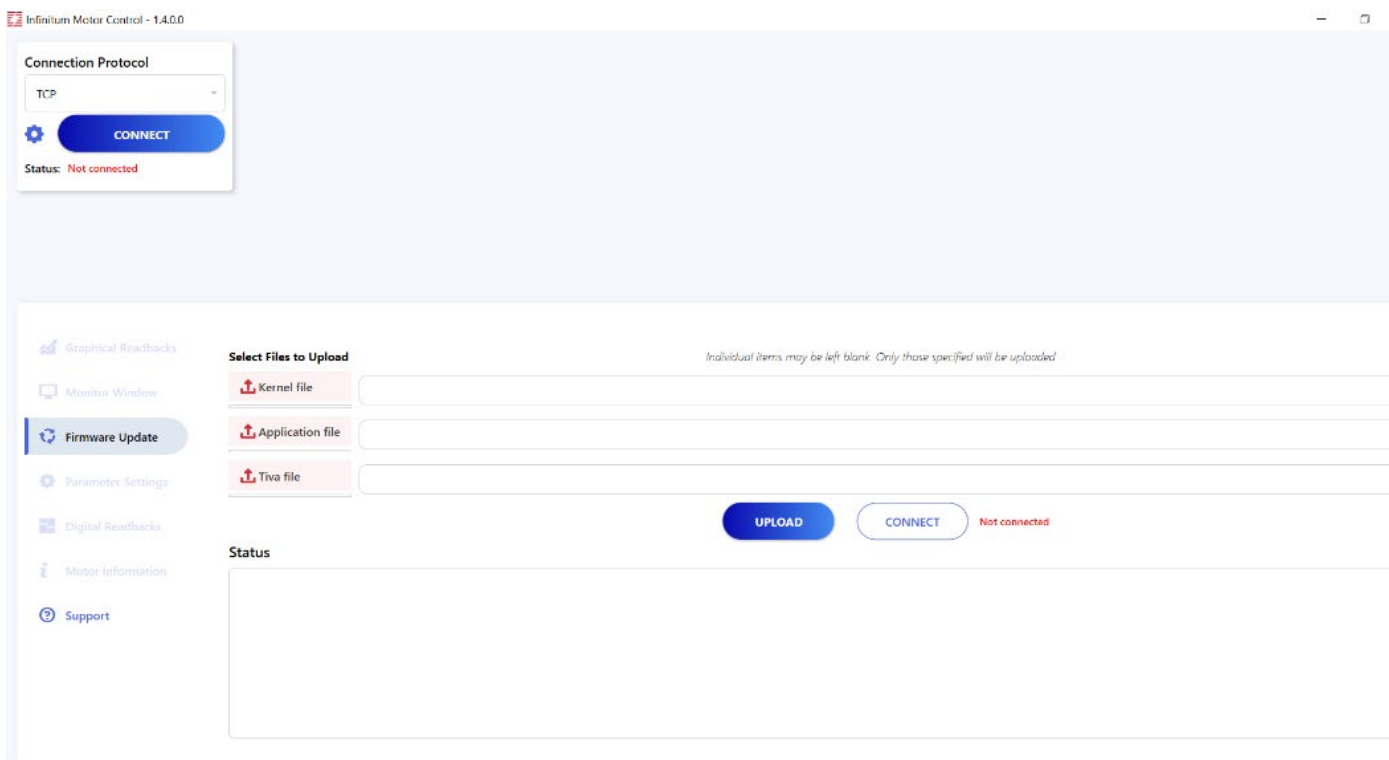 Infinitum Motor Control - 1.4.0.0
Connection Protocol
TCP
CONNECT
Status: Not connected
Graphical Readbacks
Monitor Window
Firmware Update
Parameter Settings
Digital Readbacks
Motor Information
Support
Select Files to Upload
Individual items may be left blank. Only those specified will be uploaded
Kernel file
Application file
Tiva file
UPLOAD
CONNECT
Not connected
Status